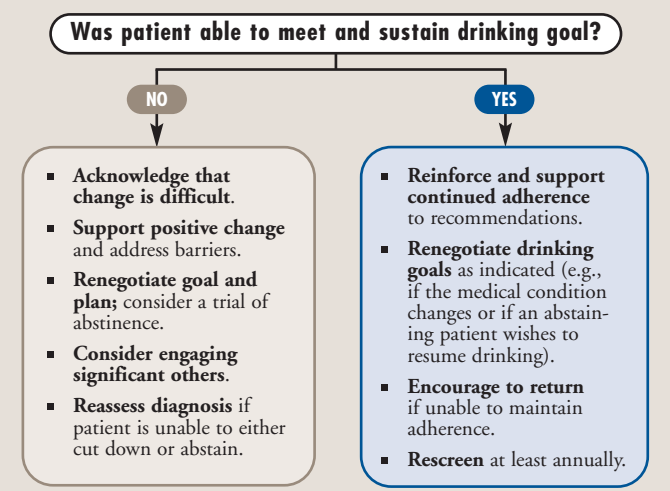 Was patient able to meet and sustain drinking goal?
NO
▪ Acknowledge that
change is difficult.
▪ Support positive change
and address barriers.
▪ Renegotiate goal and
plan; consider a trial of
abstinence.
▪ Consider engaging
significant others.
▪ Reassess diagnosis if
patient is unable to either
cut down or abstain.
YES
▪ Reinforce and support
continued adherence
to recommendations.
▪ Renegotiate drinking
goals as indicated (e.g.,
if the medical condition
changes or if an abstain-
ing patient wishes to
resume drinking).
▪ Encourage to return
if unable to maintain
adherence.
▪ Rescreen at least annually.